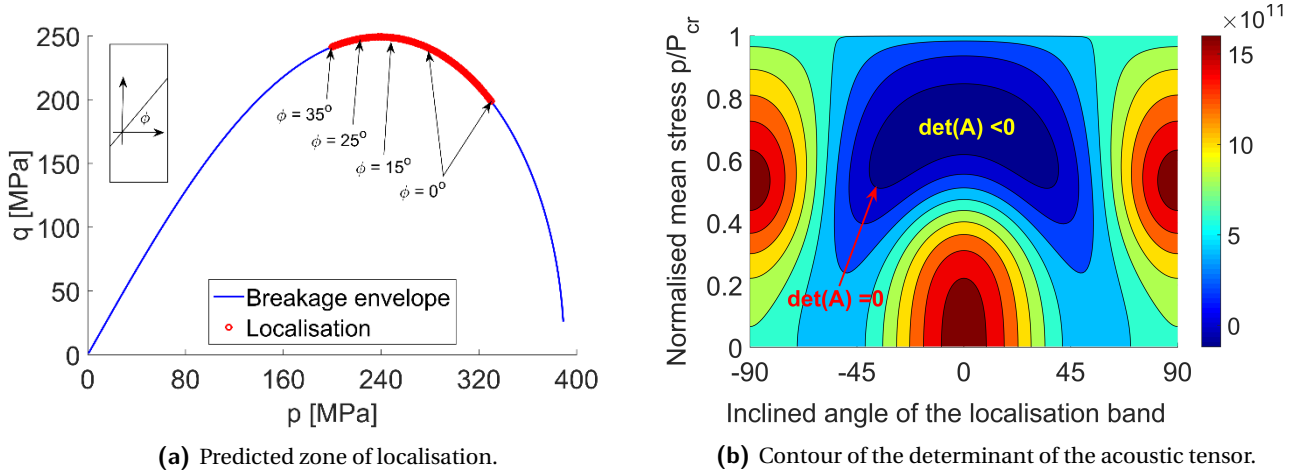 250
200
150
100
50
0
q [MPa]
ϕ
ϕ = 35°
ϕ = 25°
ϕ = 15°
ϕ = 0°
Breakage envelope
Localisation
0 80 160 240 320 400
p [MPa]
(a) Predicted zone of localisation.
Normalised mean stress p/P_cr
1
0.8
0.6
0.4
0.2
0
det(A) <0
det(A) =0
-90 -45 0 45 90
Inclined angle of the localisation band
× 10^11
15
10
5
0
(b) Contour of the determinant of the acoustic tensor.